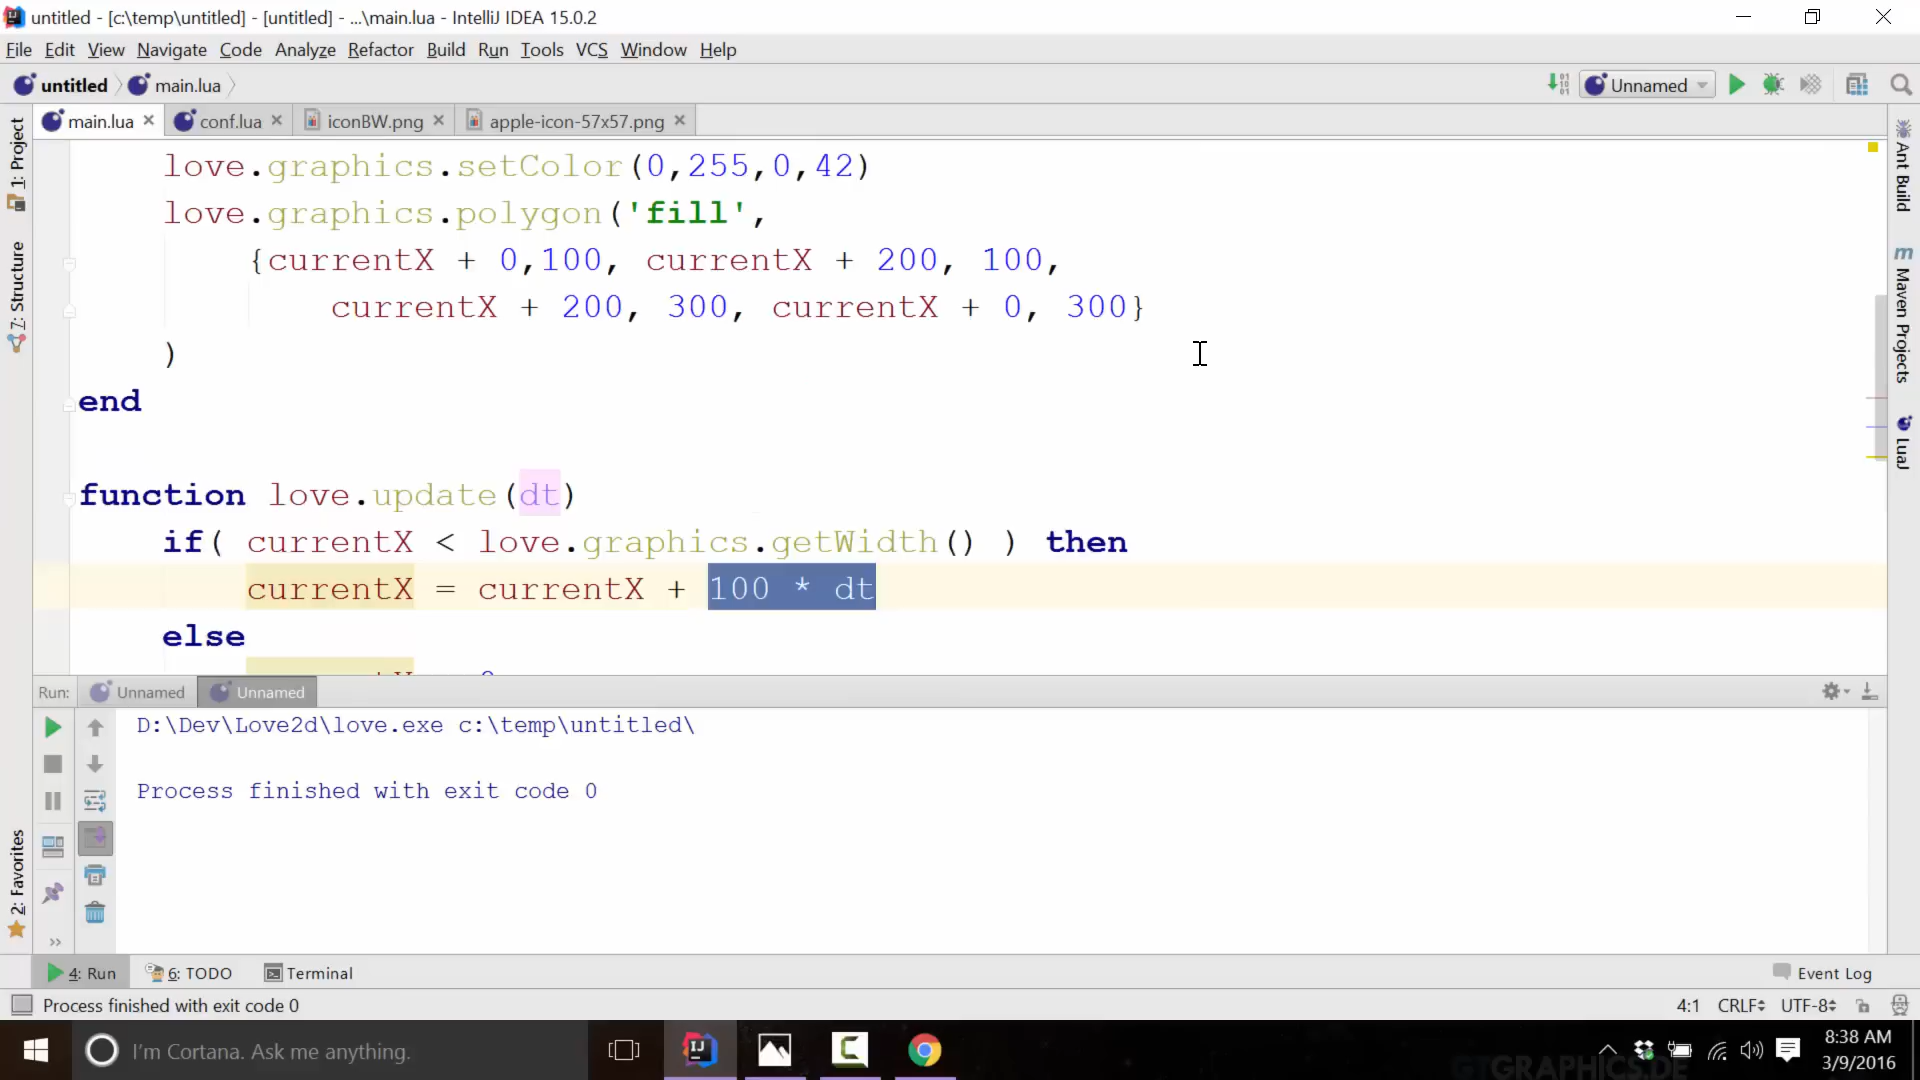 untitled - [c:\temp\untitled] - [untitled] - ...\main.lua - IntelliJ IDEA 15.0.2
File Edit View Navigate Code Analyze Refactor Build Run Tools VCS Window Help
untitled main.lua Unnamed
main.lua conf.lua iconBW.png apple-icon-57x57.png
1: Project
7: Structure
2: Favorites
love.graphics.setColor(0,255,0,42)
love.graphics.polygon('fill',
{currentX + 0,100, currentX + 200, 100,
currentX + 200, 300, currentX + 0, 300}
)
end
function love.update(dt)
if( currentX < love.graphics.getWidth() ) then
currentX = currentX + 100 * dt
else
Ant Build
Maven Projects
LuaJ
Run: Unnamed Unnamed
D:\Dev\Love2d\love.exe c:\temp\untitled\
Process finished with exit code 0
4: Run 6: TODO Terminal Event Log
Process finished with exit code 0 4:1 CRLF UTF-8
I'm Cortana. Ask me anything.
8:38 AM
3/9/2016
GTGRAPHICS.DE